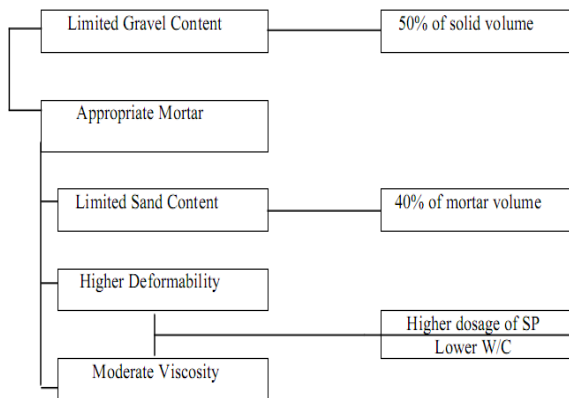 Limited Gravel Content
50% of solid volume
Appropriate Mortar
Limited Sand Content
40% of mortar volume
Higher Deformability
Higher dosage of SP
Lower W/C
Moderate Viscosity